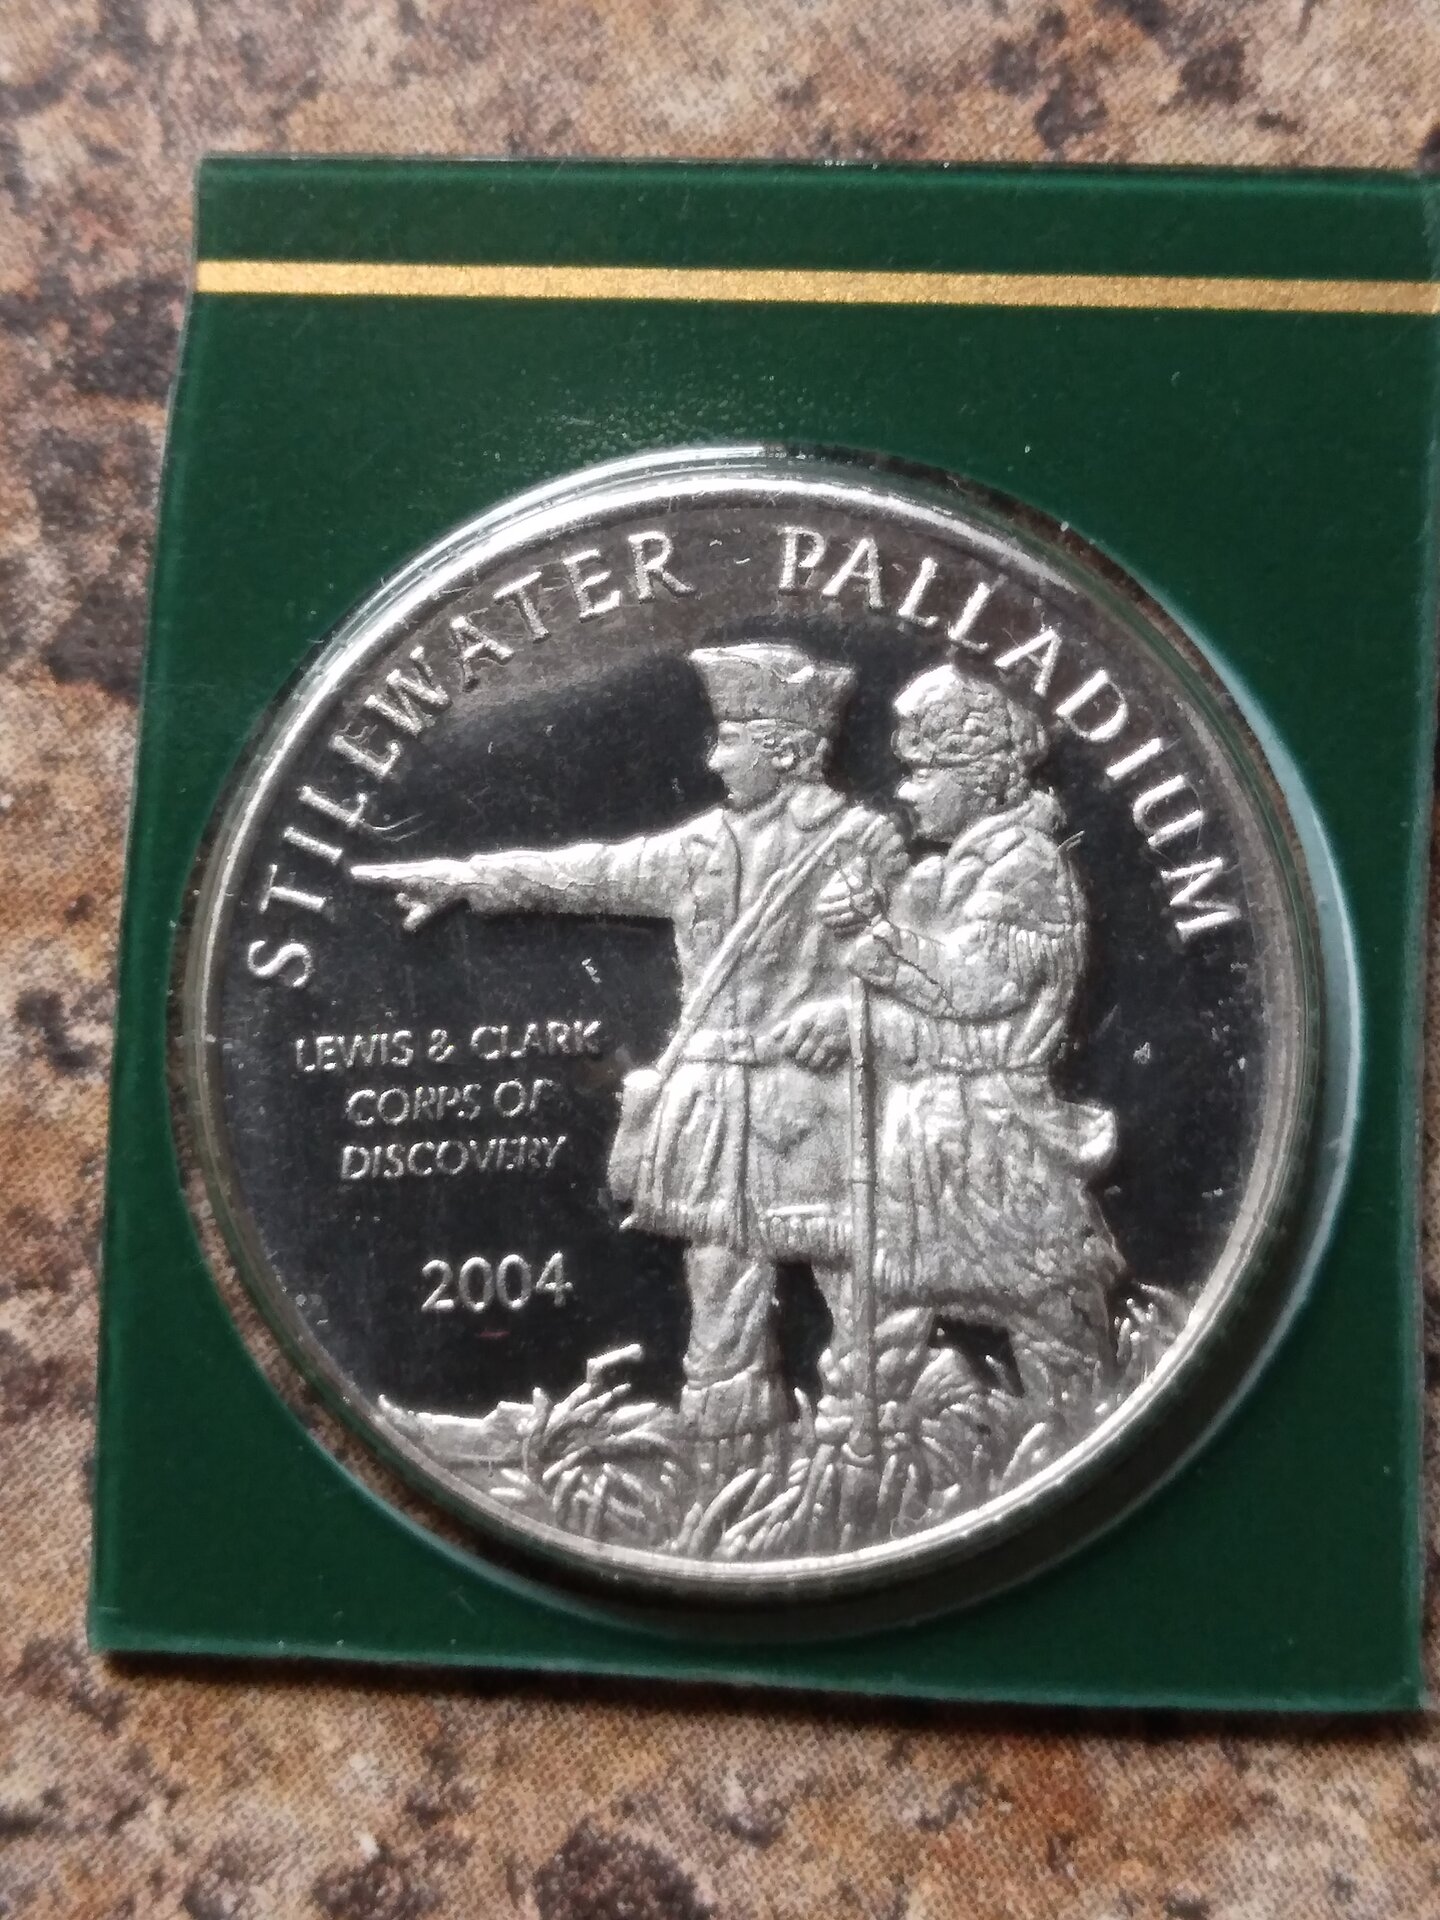 STILLWATER PALLADIUM
LEWIS & CLARK
CORPS OF
DISCOVERY
2004